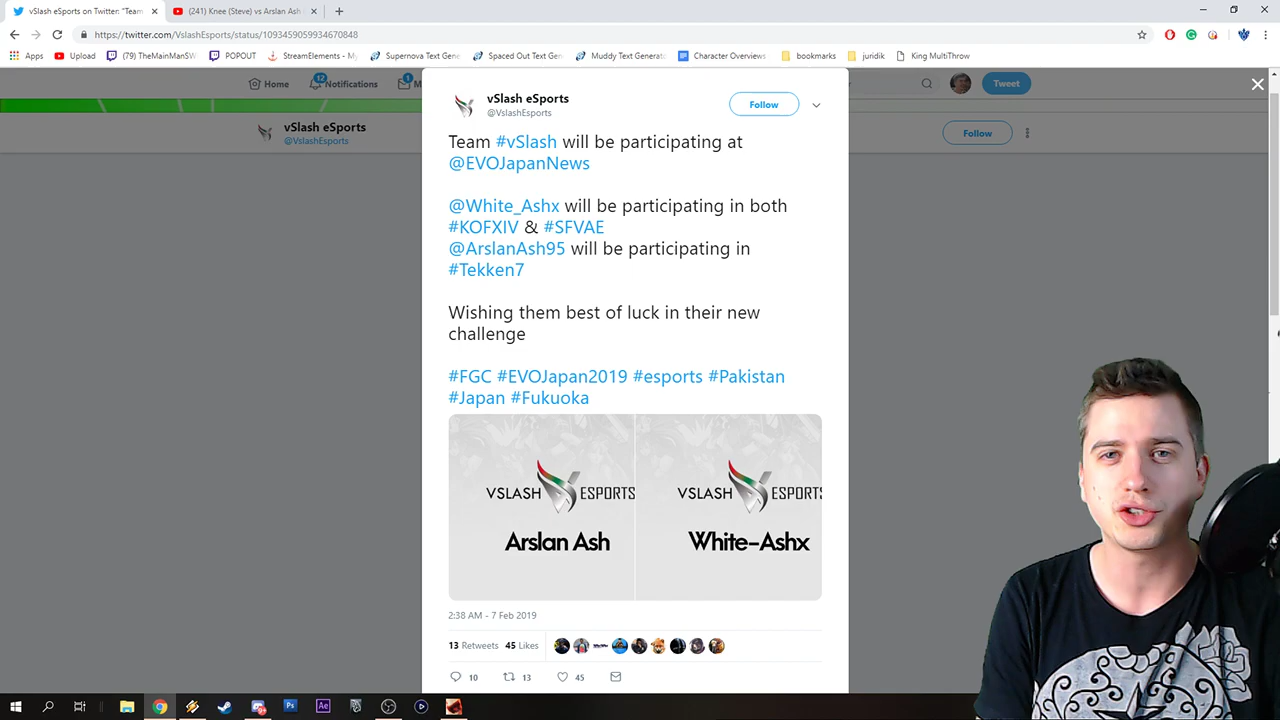 vSlash eSports on Twitter: "Team
(241) Knee (Steve) vs Arslan Ash
https://twitter.com/VslashEsports/status/1093459059934670848
Apps
Upload
(79) TheMainManSW
POPOUT
StreamElements - My
Supernova Text Gene
Spaced Out Text Gen
Muddy Text Generato
Character Overviews
bookmarks
juridik
King MultiThrow
Home
12
Notifications
1
M
Tweet
vSlash eSports
@VslashEsports
Follow
vSlash eSports
@VslashEsports
Follow
Team #vSlash will be participating at
@EVOJapanNews
@White_Ashx will be participating in both
#KOFXIV & #SFVAE
@ArslanAsh95 will be participating in
#Tekken7
Wishing them best of luck in their new
challenge
#FGC #EVOJapan2019 #esports #Pakistan
#Japan #Fukuoka
VSLASH ESPORTS
Arslan Ash
VSLASH ESPORTS
White-Ashx
2:38 AM - 7 Feb 2019
13 Retweets 45 Likes
10
13
45